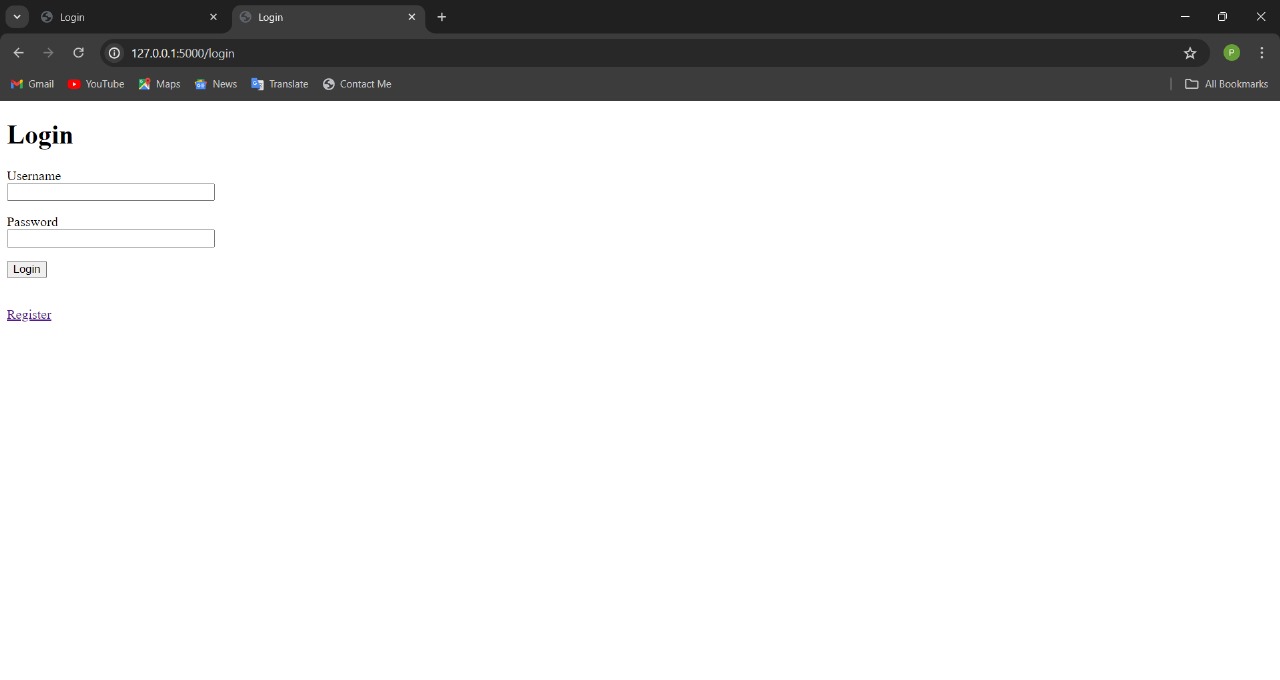 Login
Login
127.0.0.1:5000/login
P
Gmail
YouTube
Maps
News
Translate
Contact Me
All Bookmarks
Login
Username
Password
Login
Register